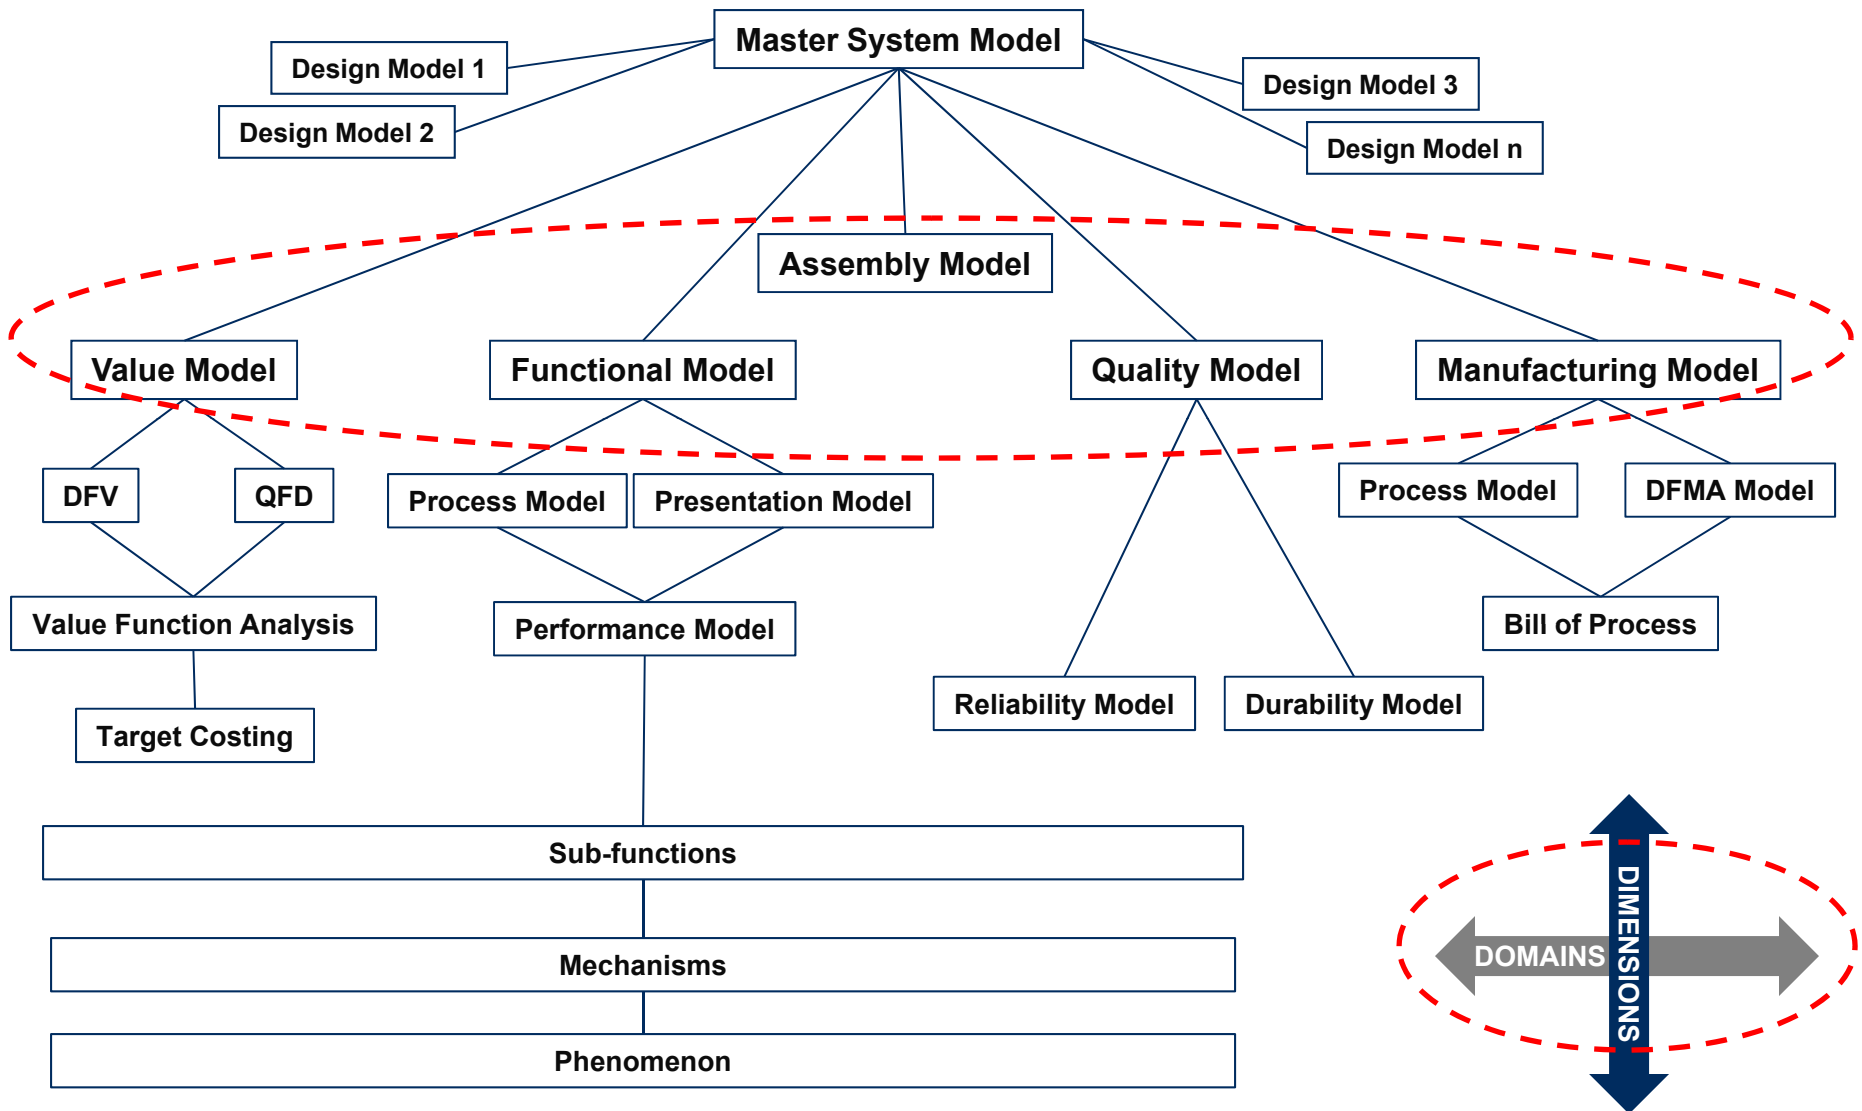 Master System Model
Design Model 1
Design Model 3
Design Model 2
Design Model n
Assembly Model
Value Model
Functional Model
Quality Model
Manufacturing Model
DFV
QFD
Process Model
Presentation Model
Process Model
DFMA Model
Value Function Analysis
Performance Model
Bill of Process
Reliability Model
Durability Model
Target Costing
Sub-functions
Mechanisms
Phenomenon
DOMAINS
DIMENSIONS